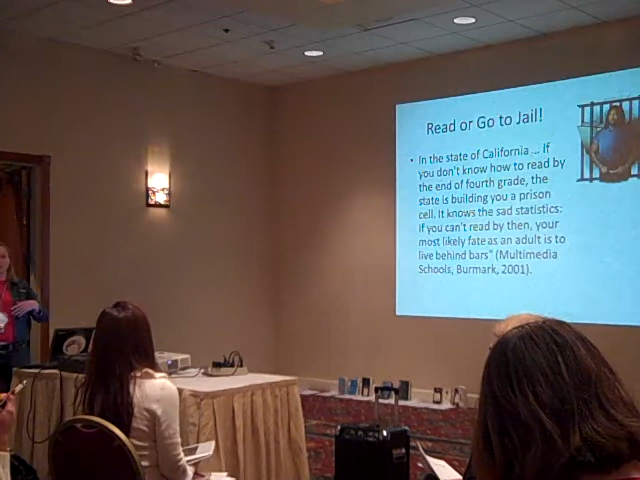 Read or Go to Jail!
• In the state of California ... If
you don't know how to read by
the end of fourth grade, the
state is building you a prison
cell. It knows the sad statistics:
If you can't read by then, your
most likely fate as an adult is to
live behind bars" (Multimedia
Schools, Burmark, 2001).